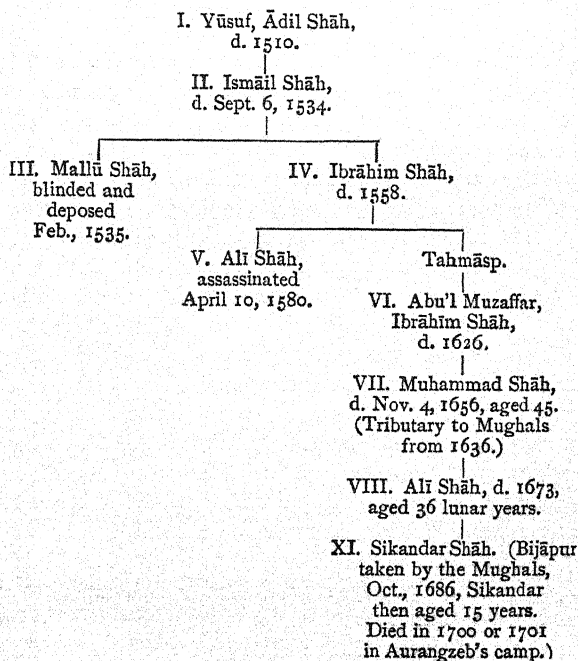 I. Yūsuf, Ādil Shāh,
d. 1510.
II. Ismāil Shāh,
d. Sept. 6, 1534.
III. Mallū Shāh,
blinded and
deposed
Feb., 1535.
IV. Ibrāhim Shāh,
d. 1558.
V. Alī Shāh,
assassinated
April 10, 1580.
Tahmāsp.
VI. Abu'l Muzaffar,
Ibrāhīm Shāh,
d. 1626.
VII. Muhammad Shāh,
d. Nov. 4, 1656, aged 45.
(Tributary to Mughals
from 1636.)
VIII. Alī Shāh, d. 1673,
aged 36 lunar years.
XI. Sikandar Shāh. (Bijāpur
taken by the Mughals,
Oct., 1686, Sikandar
then aged 15 years.
Died in 1700 or 1701
in Aurangzeb's camp.)